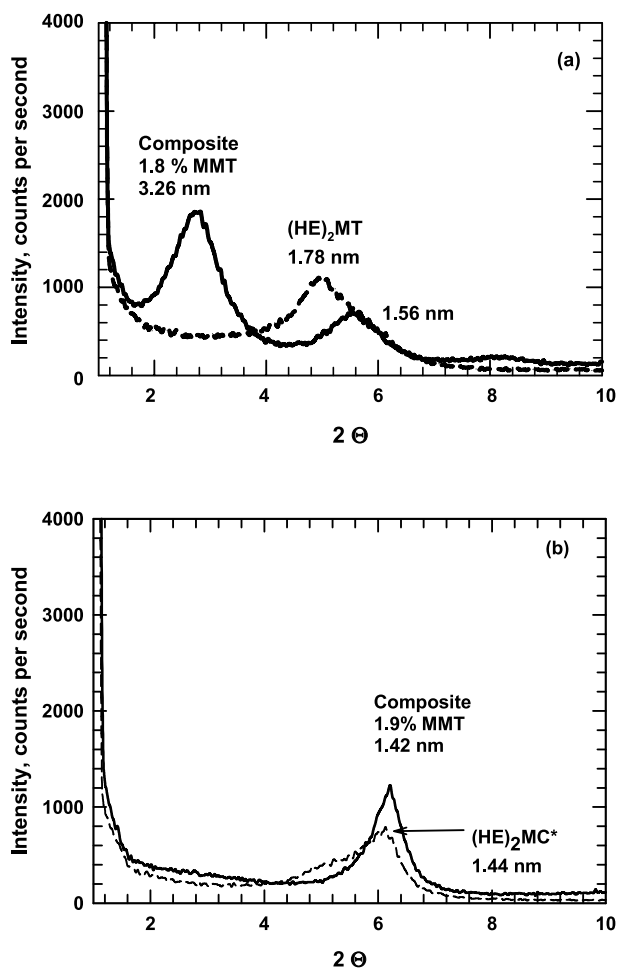 4000
(a)
Composite
1.8 % MMT
3.26 nm
3000
2000
(HE)2MT
1.78 nm
1.56 nm
1000
0
2 4 6 8 10
2 Θ
Intensity, counts per second
4000
(b)
3000
Composite
1.9% MMT
1.42 nm
2000
1000
(HE)2MC*
1.44 nm
0
2 4 6 8 10
2 Θ
Intensity, counts per second